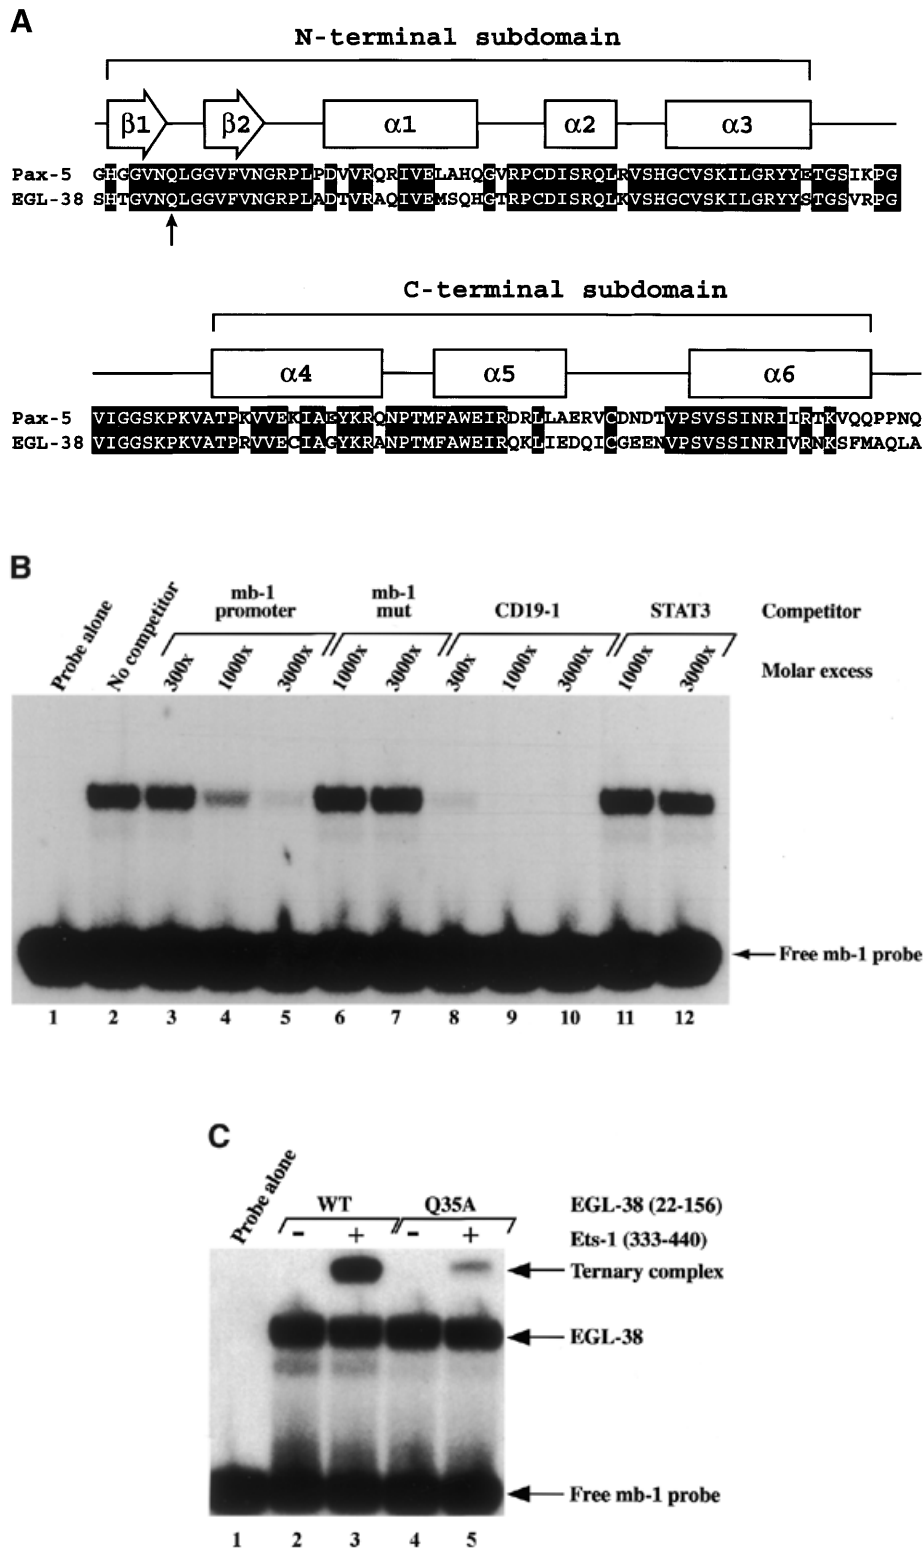 A
N-terminal subdomain
β1 β2 α1 α2 α3
Pax-5 GHGGVNQLGGVFVNGRPLPDVVRQRIVELAHQGVRPCDISRQLRVSHGCVSKILGRYYETGSIKPG
EGL-38 SHTGVNQLGGVFVNGRPLADTVRAQIVEMSQHGTRPCDISRQLKVSHGCVSKILGRYYSTGSVRPG
C-terminal subdomain
α4 α5 α6
Pax-5 VIGGSKPKVATPKVVEKIAEYKRQNPTMFAWEIRDRLLAERVCDNDTVPSVSSINRIIRTKVQQPPNQ
EGL-38 VIGGSKPKVATPRVVECIAGYKRANPTMFAWEIRQKLIEDQICGEENVPSVSSINRIVRNKSFMAQLA
B
Probe alone
No competitor
mb-1 promoter
mb-1 mut
CD19-1
STAT3
Competitor
300x 1000x 3000x 1000x 3000x 300x 1000x 3000x 1000x 3000x
Molar excess
Free mb-1 probe
1 2 3 4 5 6 7 8 9 10 11 12
C
Probe alone
WT Q35A EGL-38 (22-156)
– + – + Ets-1 (333-440)
Ternary complex
EGL-38
Free mb-1 probe
1 2 3 4 5